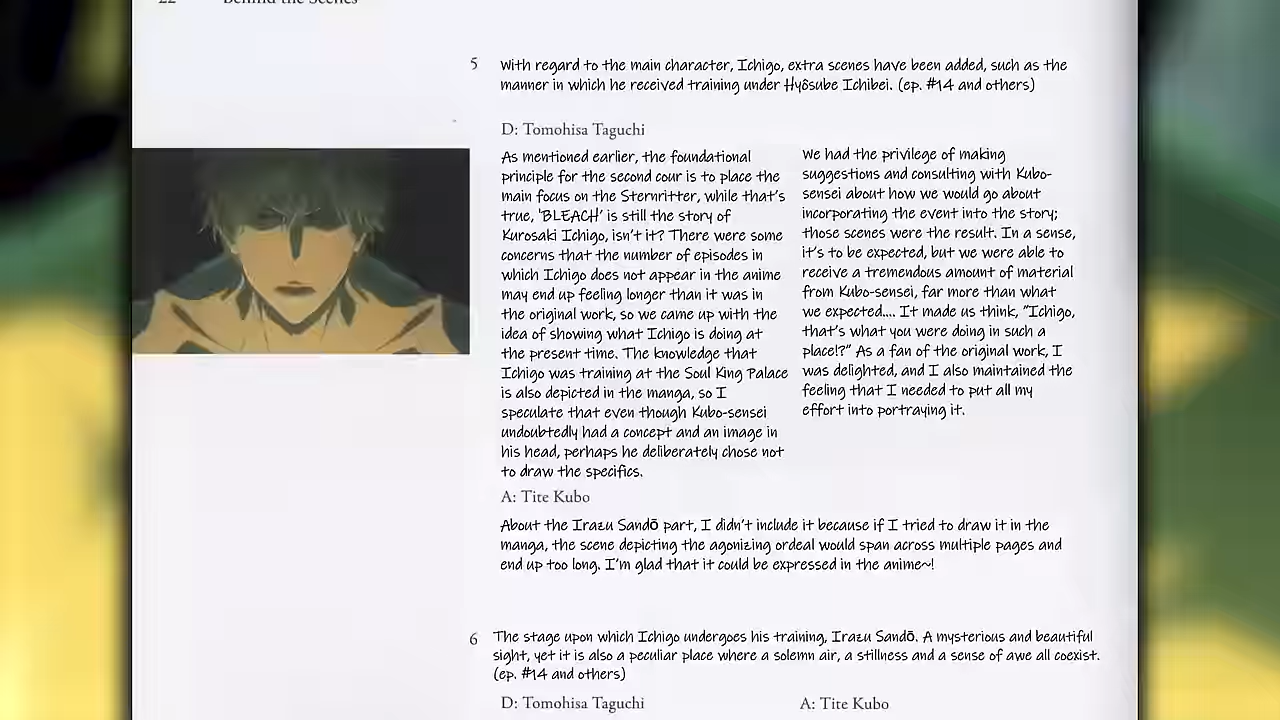 22 Behind the Scenes
5 With regard to the main character, Ichigo, extra scenes have been added, such as the
manner in which he received training under Hyôsube Ichibei. (ep. #14 and others)
D: Tomohisa Taguchi
As mentioned earlier, the foundational
principle for the second cour is to place the
main focus on the Sternritter, while that's
true, 'BLEACH' is still the story of
Kurosaki Ichigo, isn't it? There were some
concerns that the number of episodes in
which Ichigo does not appear in the anime
may end up feeling longer than it was in
the original work, so we came up with the
idea of showing what Ichigo is doing at
the present time. The knowledge that
Ichigo was training at the Soul King Palace
is also depicted in the manga, so I
speculate that even though Kubo-sensei
undoubtedly had a concept and an image in
his head, perhaps he deliberately chose not
to draw the specifics.
We had the privilege of making
suggestions and consulting with Kubo-
sensei about how we would go about
incorporating the event into the story;
those scenes were the result. In a sense,
it's to be expected, but we were able to
receive a tremendous amount of material
from Kubo-sensei, far more than what
we expected.... It made us think, "Ichigo,
that's what you were doing in such a
place!?" As a fan of the original work, I
was delighted, and I also maintained the
feeling that I needed to put all my
effort into portraying it.
A: Tite Kubo
About the Irazu Sandō part, I didn't include it because if I tried to draw it in the
manga, the scene depicting the agonizing ordeal would span across multiple pages and
end up too long. I'm glad that it could be expressed in the anime~!
6 The stage upon which Ichigo undergoes his training, Irazu Sandō. A mysterious and beautiful
sight, yet it is also a peculiar place where a solemn air, a stillness and a sense of awe all coexist.
(ep. #14 and others)
D: Tomohisa Taguchi
A: Tite Kubo